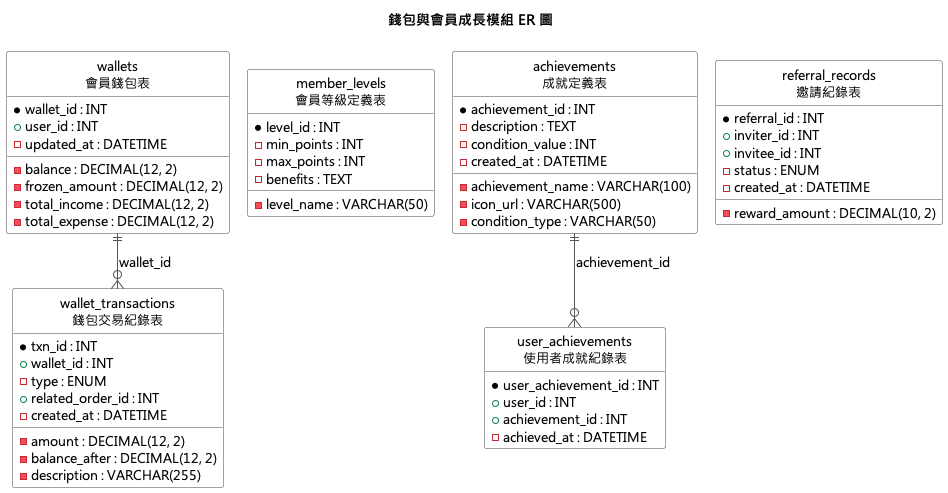 錢包與會員成長模組 ER 圖
wallets
會員錢包表
wallet_id : INT
user_id : INT
updated_at : DATETIME
balance : DECIMAL(12, 2)
frozen_amount : DECIMAL(12, 2)
total_income : DECIMAL(12, 2)
total_expense : DECIMAL(12, 2)
member_levels
會員等級定義表
level_id : INT
min_points : INT
max_points : INT
benefits : TEXT
level_name : VARCHAR(50)
achievements
成就定義表
achievement_id : INT
description : TEXT
condition_value : INT
created_at : DATETIME
achievement_name : VARCHAR(100)
icon_url : VARCHAR(500)
condition_type : VARCHAR(50)
referral_records
邀請紀錄表
referral_id : INT
inviter_id : INT
invitee_id : INT
status : ENUM
created_at : DATETIME
reward_amount : DECIMAL(10, 2)
wallet_id
achievement_id
wallet_transactions
錢包交易紀錄表
txn_id : INT
wallet_id : INT
type : ENUM
related_order_id : INT
created_at : DATETIME
amount : DECIMAL(12, 2)
balance_after : DECIMAL(12, 2)
description : VARCHAR(255)
user_achievements
使用者成就紀錄表
user_achievement_id : INT
user_id : INT
achievement_id : INT
achieved_at : DATETIME